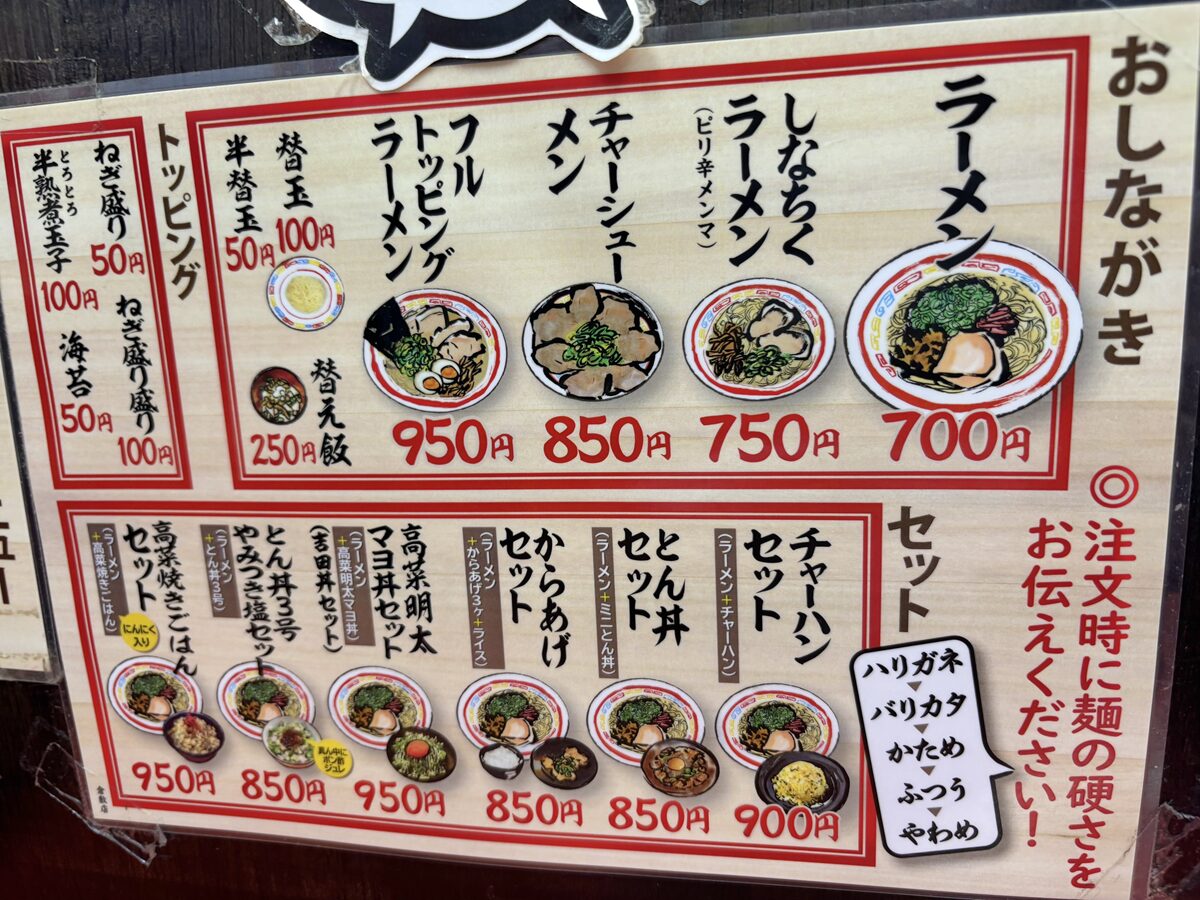 おしながき
◎注文時に麺の硬さを
お伝えください！
ラーメン
700円
しなちく
ラーメン
(ピリ辛メンマ)
750円
チャーシュー
メン
850円
フル
トッピング
ラーメン
950円
替玉
100円
半替玉
50円
替元飯
250円
トッピング
ねぎ盛り
50円
ねぎ盛り盛り
100円
とろとろ
半熟煮玉子
100円
海苔
50円
セット
ハリガネ
バリカタ
かため
ふつう
やわめ
チャーハン
セット
(ラーメン+チャーハン)
900円
とん丼
セット
(ラーメン+ミニとん丼)
850円
からあげ
セット
(ラーメン
+からあげ3ヶ+ライス)
850円
高菜明太
マヨ丼セット
(ラーメン
+高菜明太マヨ丼)
(吉田丼セット)
950円
とん丼3号
やみつき塩セット
(ラーメン
+とん丼3号)
真ん中に
ポン酢
ジュレ
850円
高菜焼きごはん
セット
(ラーメン
+高菜焼きごはん)
にんにく
入り
950円
倉敷店